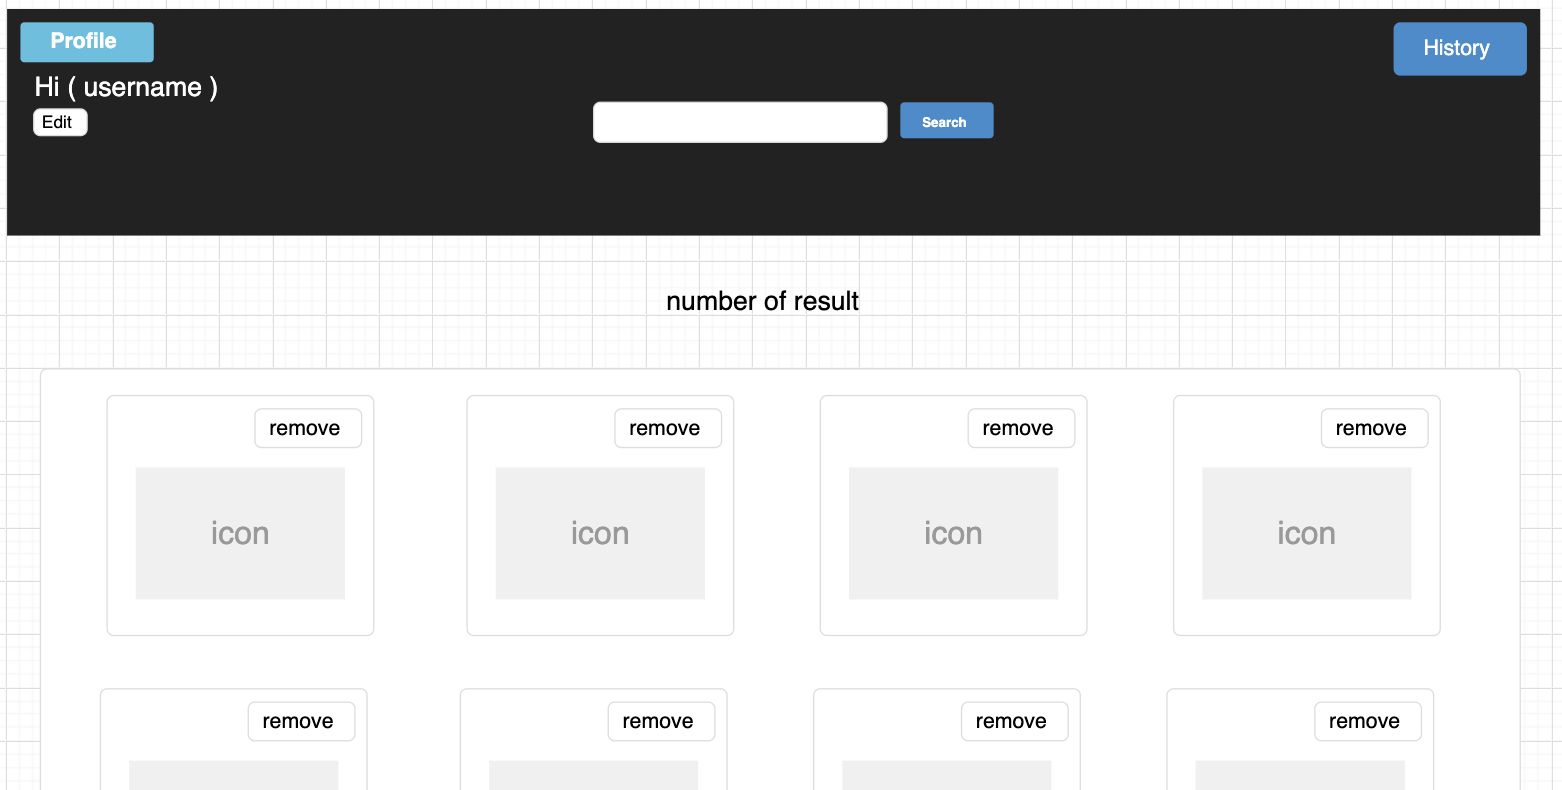 Profile
History
Hi ( username )
Edit
Search
number of result
remove
remove
remove
remove
icon
icon
icon
icon
remove
remove
remove
remove